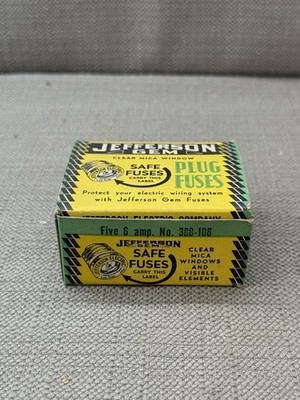 JEFFERSON
GEM
CLEAR MICA WINDOW
SAFE
FUSES
CARRY THIS
LABEL
PLUG
FUSES
Protect your electric wiring system
with Jefferson Gem Fuses
JEFFERSON ELECTRIC COMPANY
Five 6 amp. No.
JEFFERSON
GEM
SAFE
FUSES
CARRY THIS
LABEL
CLEAR
MICA
WINDOWS
AND
VISIBLE
ELEMENTS